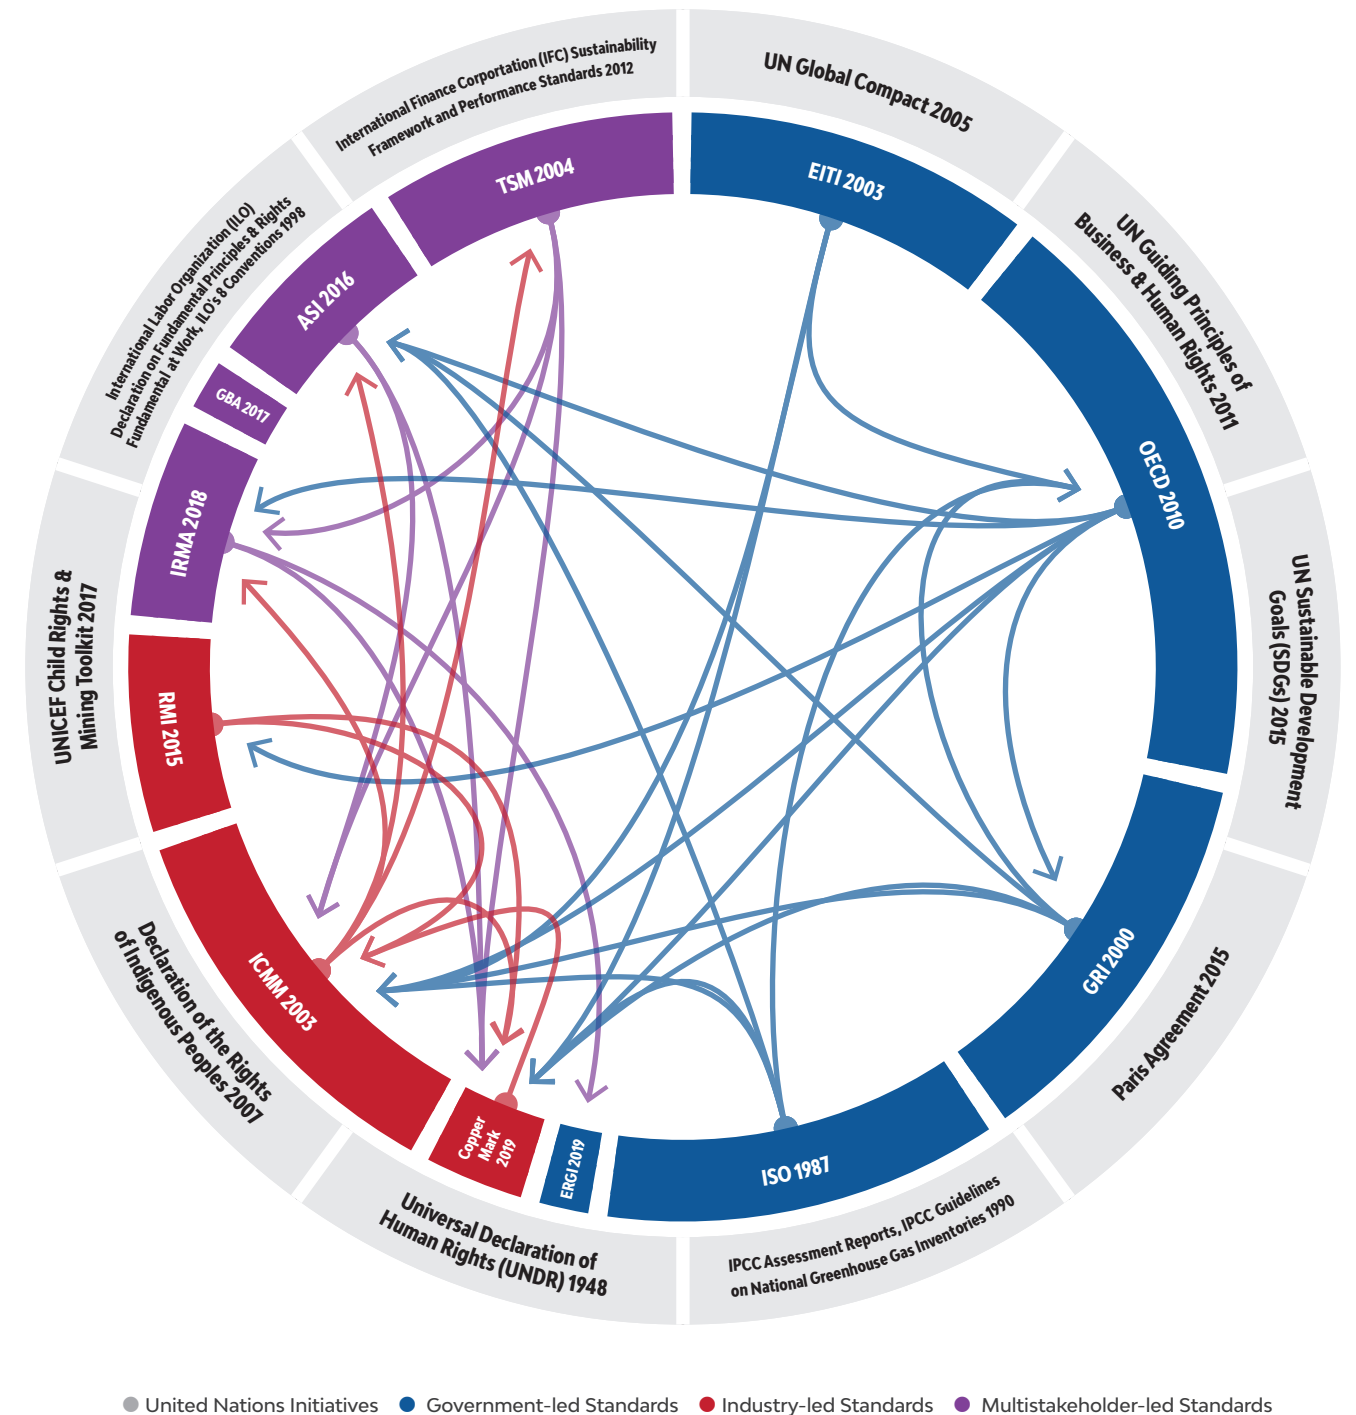 International Finance Corportation (IFC) Sustainability
Framework and Performance Standards 2012
UN Global Compact 2005
UN Guiding Principles of
Business & Human Rights 2011
UN Sustainable Development
Goals (SDGs) 2015
Paris Agreement 2015
IPCC Assessment Reports, IPCC Guidelines
on National Greenhouse Gas Inventories 1990
Universal Declaration of
Human Rights (UNDR) 1948
Declaration of the Rights
of Indigenous Peoples 2007
UNICEF Child Rights &
Mining Toolkit 2017
International Labor Organization (ILO)
Declaration on Fundamental Principles & Rights
Fundamental at Work, ILO's 8 Conventions 1998
TSM 2004
EITI 2003
OECD 2010
GRI 2000
ISO 1987
ERGI 2019
Copper
Mark
2019
ICMM 2003
RMI 2015
IRMA 2018
GBA 2017
ASI 2016
United Nations Initiatives
Government-led Standards
Industry-led Standards
Multistakeholder-led Standards